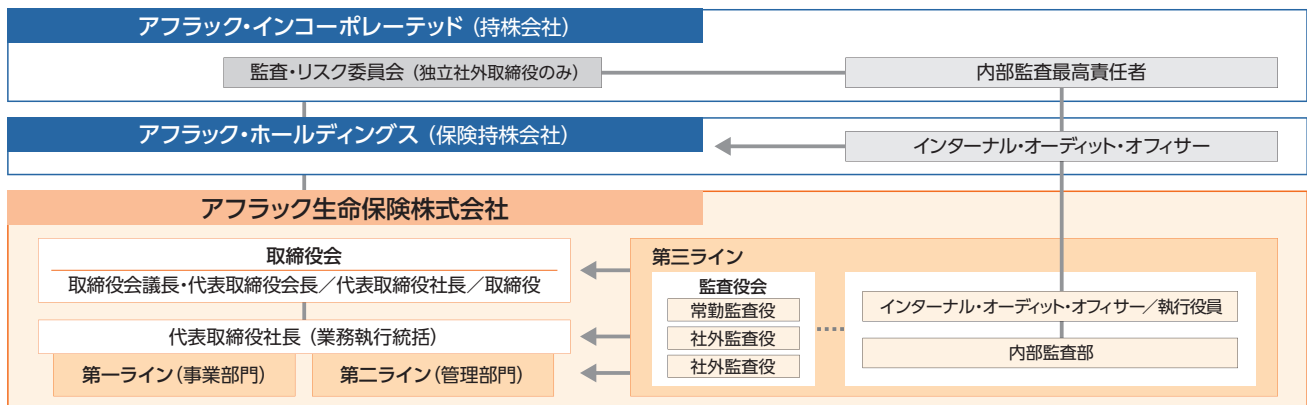 アフラック・インコーポレーテッド（持株会社）
監査・リスク委員会（独立社外取締役のみ）
内部監査最高責任者
アフラック・ホールディングス（保険持株会社）
インターナル・オーディット・オフィサー
アフラック生命保険株式会社
取締役会
取締役会議長・代表取締役会長／代表取締役社長／取締役
代表取締役社長（業務執行統括）
第一ライン（事業部門）
第二ライン（管理部門）
第三ライン
監査役会
常勤監査役
社外監査役
社外監査役
インターナル・オーディット・オフィサー／執行役員
内部監査部